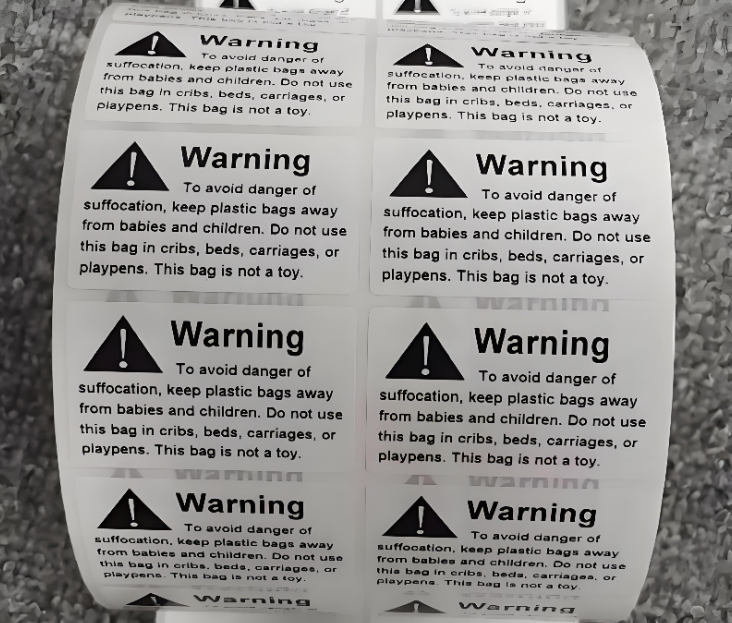 Warning
To avoid danger of
suffocation, keep plastic bags away
from babies and children. Do not use
this bag in cribs, beds, carriages, or
playpens. This bag is not a toy.
Warning
To avoid danger of
suffocation, keep plastic bags away
from babies and children. Do not use
this bag in cribs, beds, carriages, or
playpens. This bag is not a toy.
Warning
To avoid danger of
suffocation, keep plastic bags away
from babies and children. Do not use
this bag in cribs, beds, carriages, or
playpens. This bag is not a toy.
Warning
To avoid danger of
suffocation, keep plastic bags away
from babies and children. Do not use
this bag in cribs, beds, carriages, or
playpens. This bag is not a toy.
Warning
To avoid danger of
suffocation, keep plastic bags away
from babies and children. Do not use
this bag in cribs, beds, carriages, or
playpens. This bag is not a toy.
Warning
To avoid danger of
suffocation, keep plastic bags away
from babies and children. Do not use
this bag in cribs, beds, carriages, or
playpens. This bag is not a toy.
Warning
To avoid danger of
suffocation, keep plastic bags away
from babies and children. Do not use
this bag in cribs, beds, carriages, or
playpens. This bag is not a toy.
Warning
To avoid danger of
suffocation, keep plastic bags away
from babies and children. Do not use
this bag in cribs, beds, carriages, or
playpens. This bag is not a toy.
Warning
Warning